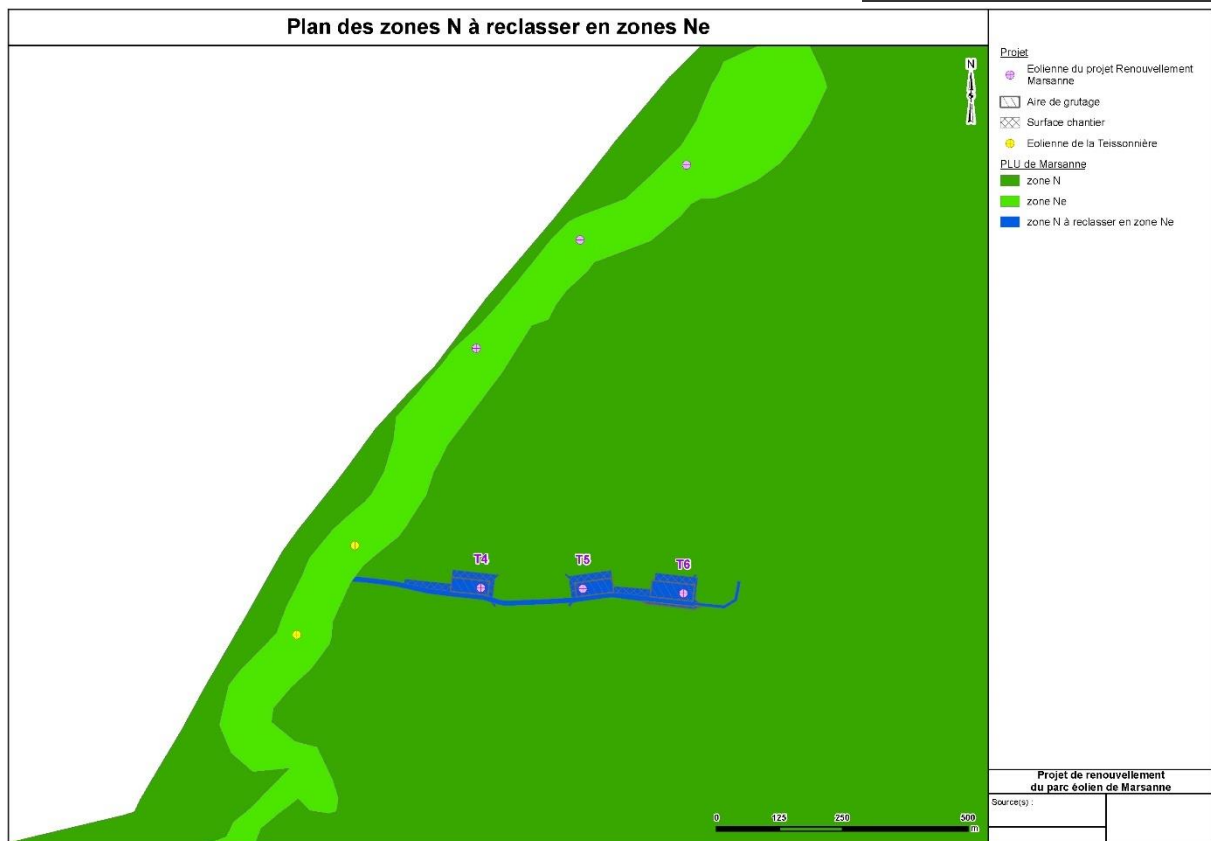 Plan des zones N à reclasser en zones Ne
N
Projet
Eolienne du projet Renouvellement
Marsanne
Aire de grutage
Surface chantier
Eolienne de la Teissonnière
PLU de Marsanne
zone N
zone Ne
zone N à reclasser en zone Ne
T4
T5
T6
0 125 250 500
m
Projet de renouvellement
du parc éolien de Marsanne
Source(s) :